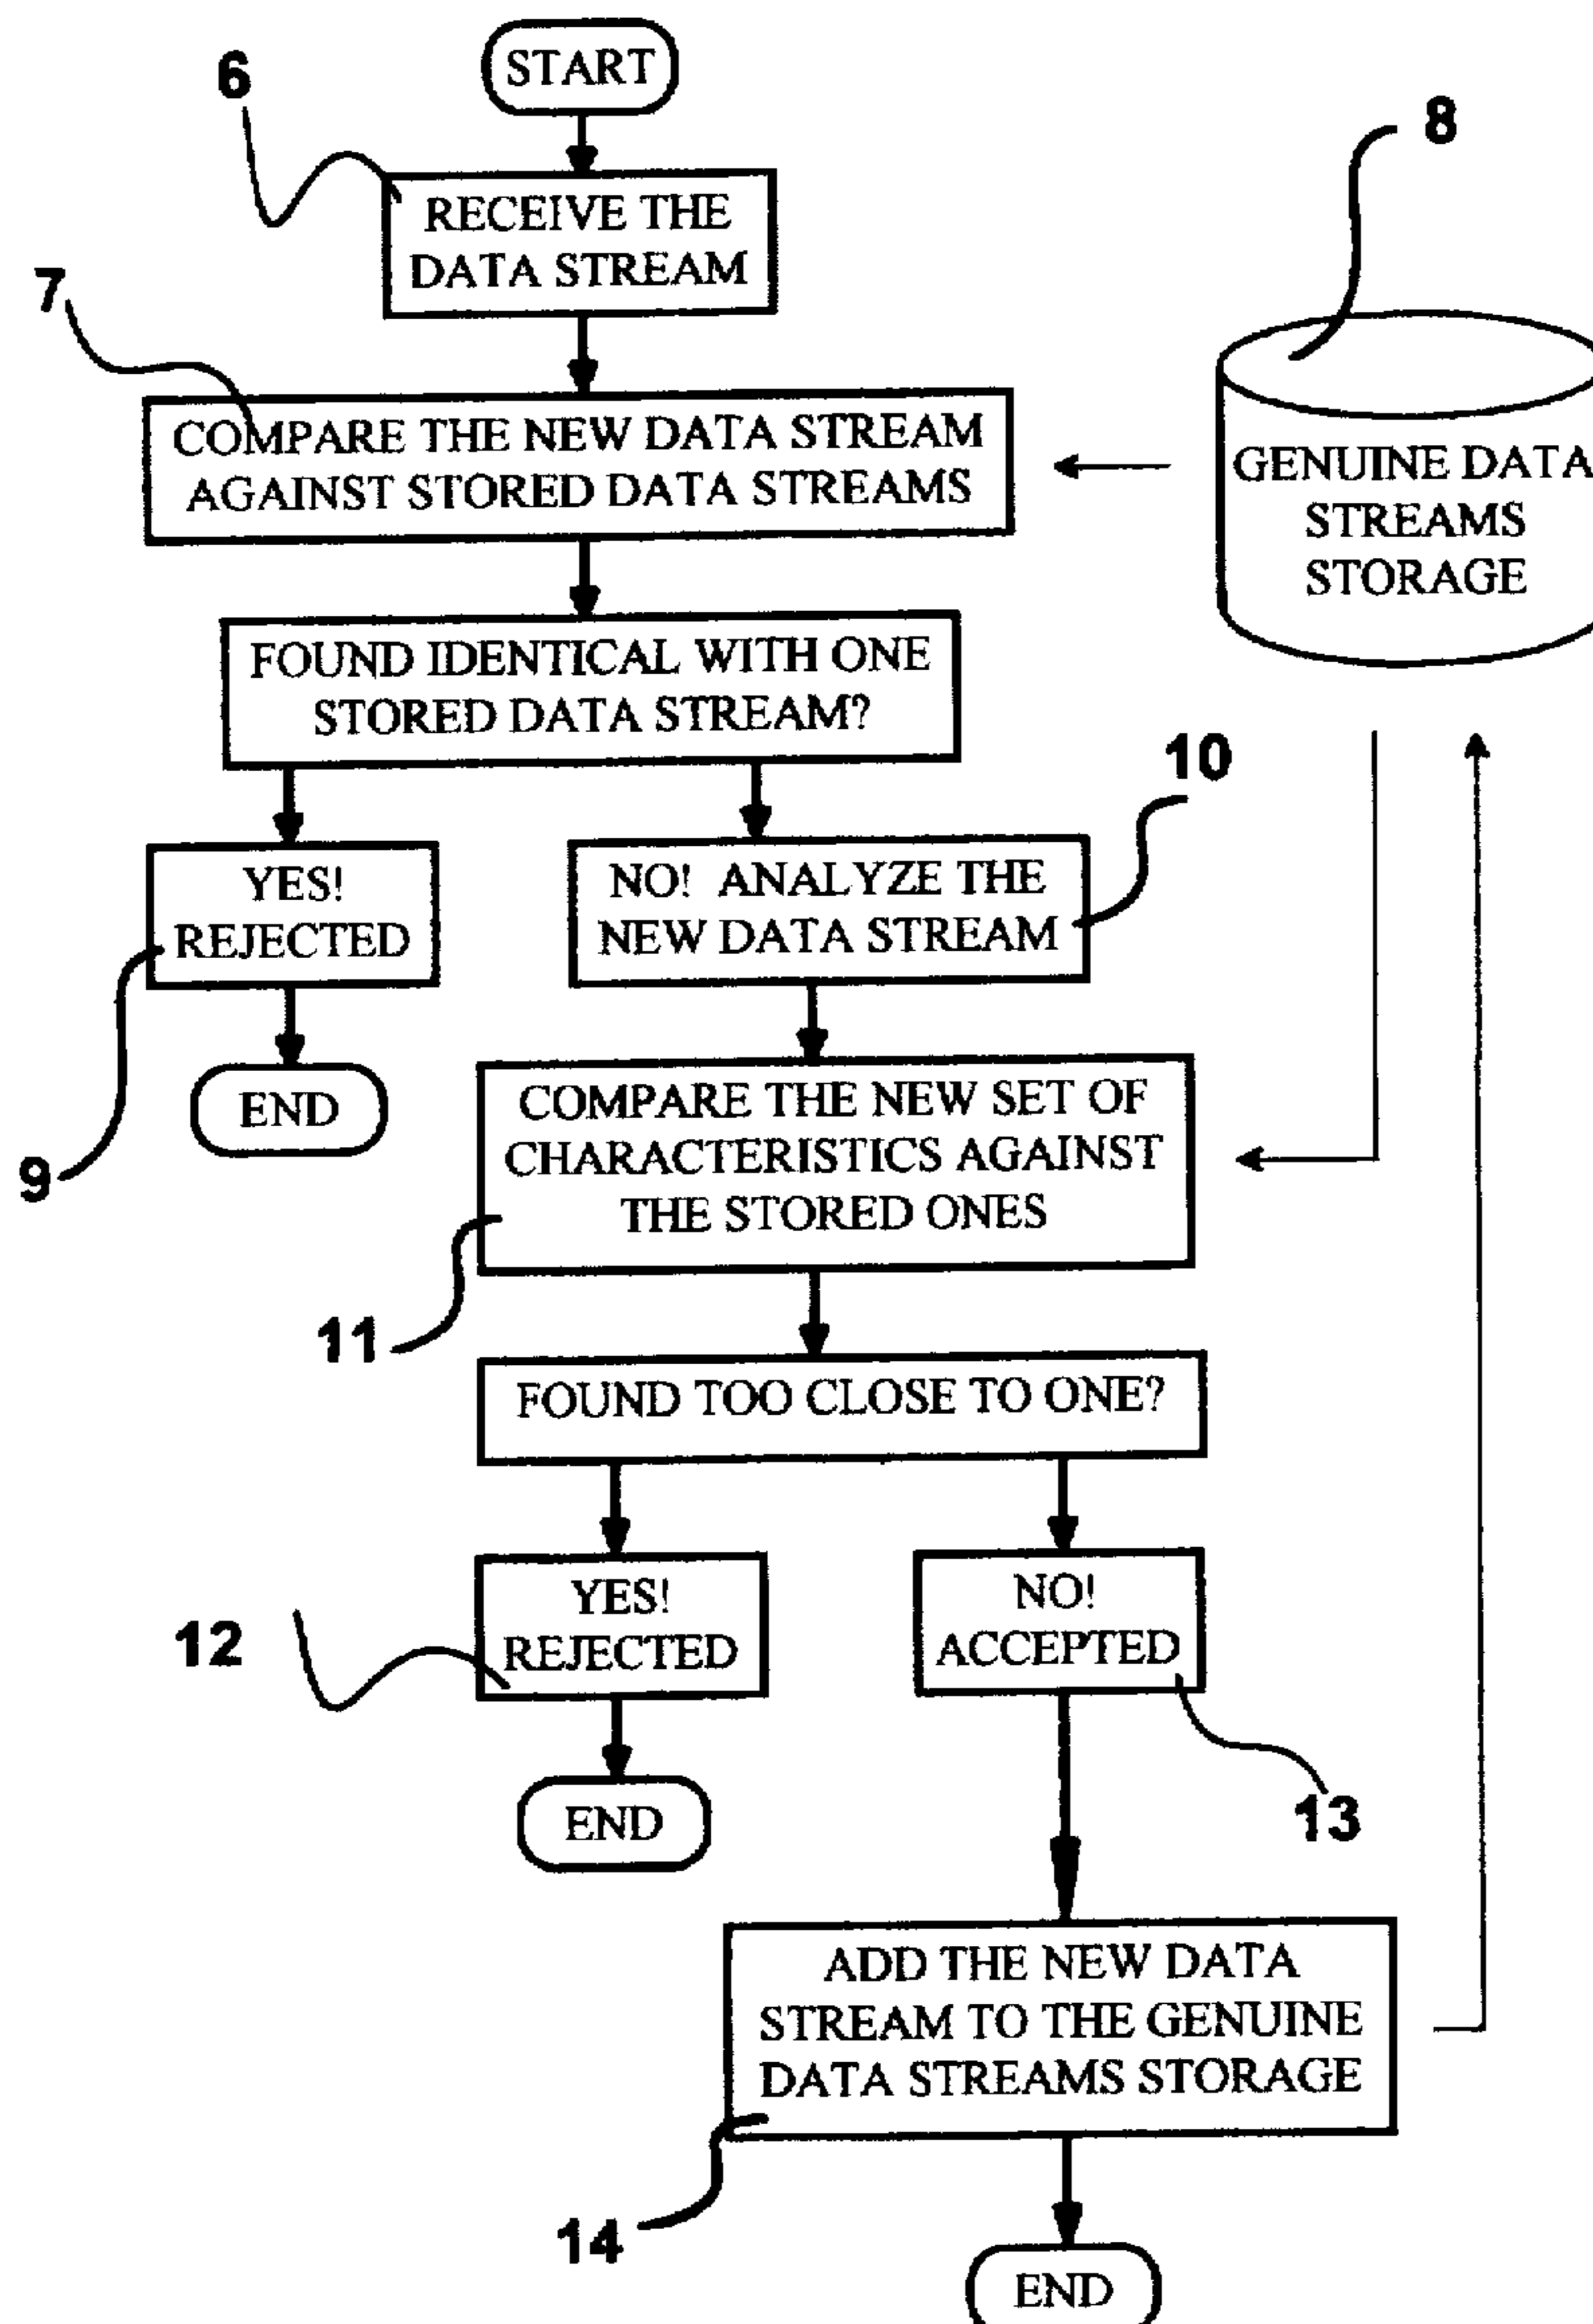 START
6
8
RECEIVE THE
DATA STREAM
7
COMPARE THE NEW DATA STREAM
AGAINST STORED DATA STREAMS
GENUINE DATA
STREAMS
STORAGE
FOUND IDENTICAL WITH ONE
STORED DATA STREAM?
10
YES!
REJECTED
NO! ANALYZE THE
NEW DATA STREAM
END
9
COMPARE THE NEW SET OF
CHARACTERISTICS AGAINST
THE STORED ONES
11
FOUND TOO CLOSE TO ONE?
YES!
REJECTED
12
NO!
ACCEPTED
END
13
ADD THE NEW DATA
STREAM TO THE GENUINE
DATA STREAMS STORAGE
14
END